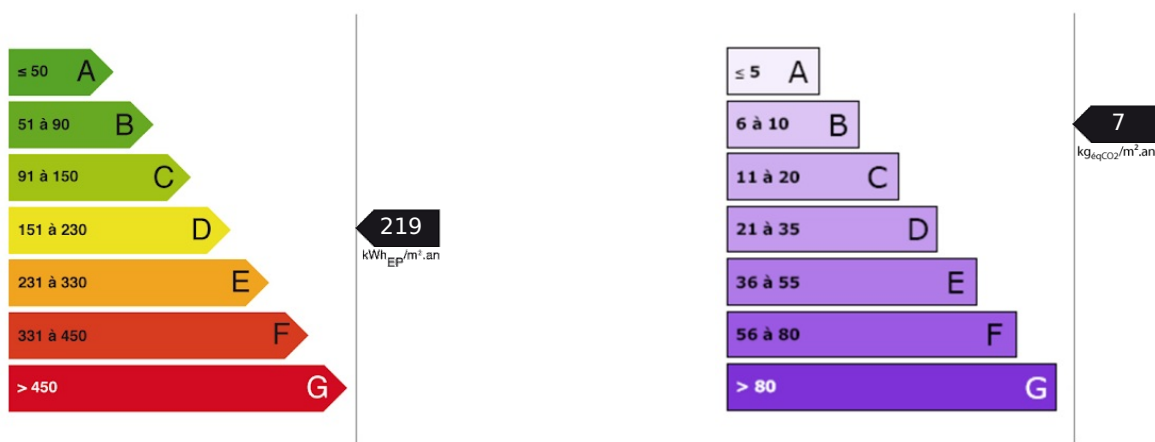 ≤ 50 A
51 à 90 B
91 à 150 C
151 à 230 D
231 à 330 E
331 à 450 F
> 450 G
219
kWhEP/m².an
≤ 5 A
6 à 10 B
11 à 20 C
21 à 35 D
36 à 55 E
56 à 80 F
> 80 G
7
kgéqCO2/m².an